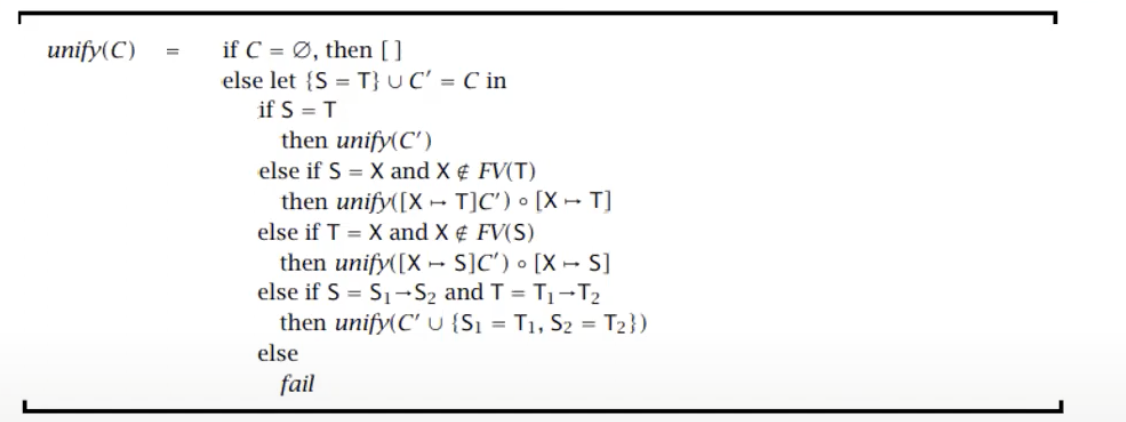 unify(C) = if C = ∅, then [ ]
else let {S = T} ∪ C′ = C in
if S = T
then unify(C′)
else if S = X and X ∉ FV(T)
then unify([X ↦ T]C′) ∘ [X ↦ T]
else if T = X and X ∉ FV(S)
then unify([X ↦ S]C′) ∘ [X ↦ S]
else if S = S₁→S₂ and T = T₁→T₂
then unify(C′ ∪ {S₁ = T₁, S₂ = T₂})
else
fail